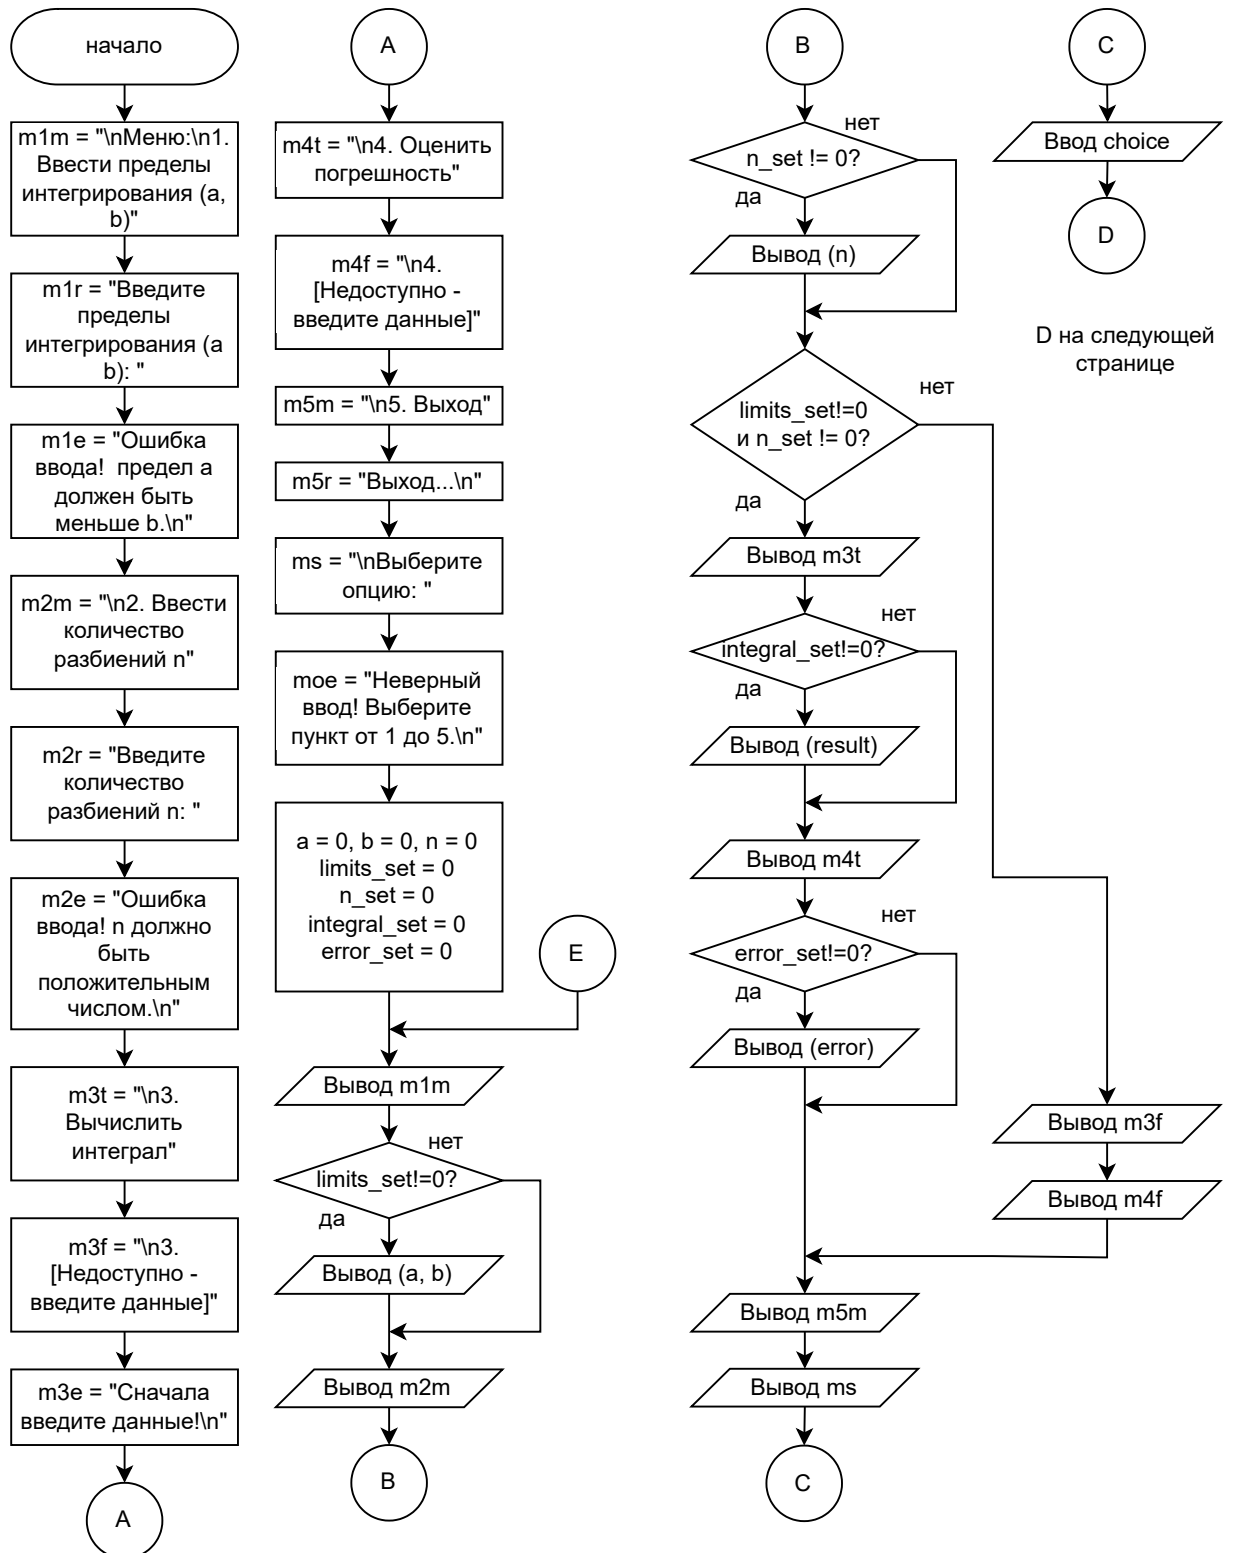 начало
m1m = "\nМеню:\n1.
Ввести пределы
интегрирования (a,
b)"
m1r = "Введите
пределы
интегрирования (a
b): "
m1e = "Ошибка
ввода!  предел a
должен быть
меньше b.\n"
m2m = "\n2. Ввести
количество
разбиений n"
m2r = "Введите
количество
разбиений n: "
m2e = "Ошибка
ввода! n должно
быть
положительным
числом.\n"
m3t = "\n3.
Вычислить
интеграл"
m3f = "\n3.
[Недоступно -
введите данные]"
m3e = "Сначала
введите данные!\n"
A
A
m4t = "\n4. Оценить
погрешность"
m4f = "\n4.
[Недоступно -
введите данные]"
m5m = "\n5. Выход"
m5r = "Выход...\n"
ms = "\nВыберите
опцию: "
moe = "Неверный
ввод! Выберите
пункт от 1 до 5.\n"
a = 0, b = 0, n = 0
limits_set = 0
n_set = 0
integral_set = 0
error_set = 0
E
Вывод m1m
нет
limits_set!=0?
да
Вывод (a, b)
Вывод m2m
B
B
нет
n_set != 0?
да
Вывод (n)
нет
limits_set!=0
и n_set != 0?
да
Вывод m3t
нет
integral_set!=0?
да
Вывод (result)
Вывод m4t
нет
error_set!=0?
да
Вывод (error)
Вывод m3f
Вывод m4f
Вывод m5m
Вывод ms
C
C
Ввод choice
D
D на следующей
странице